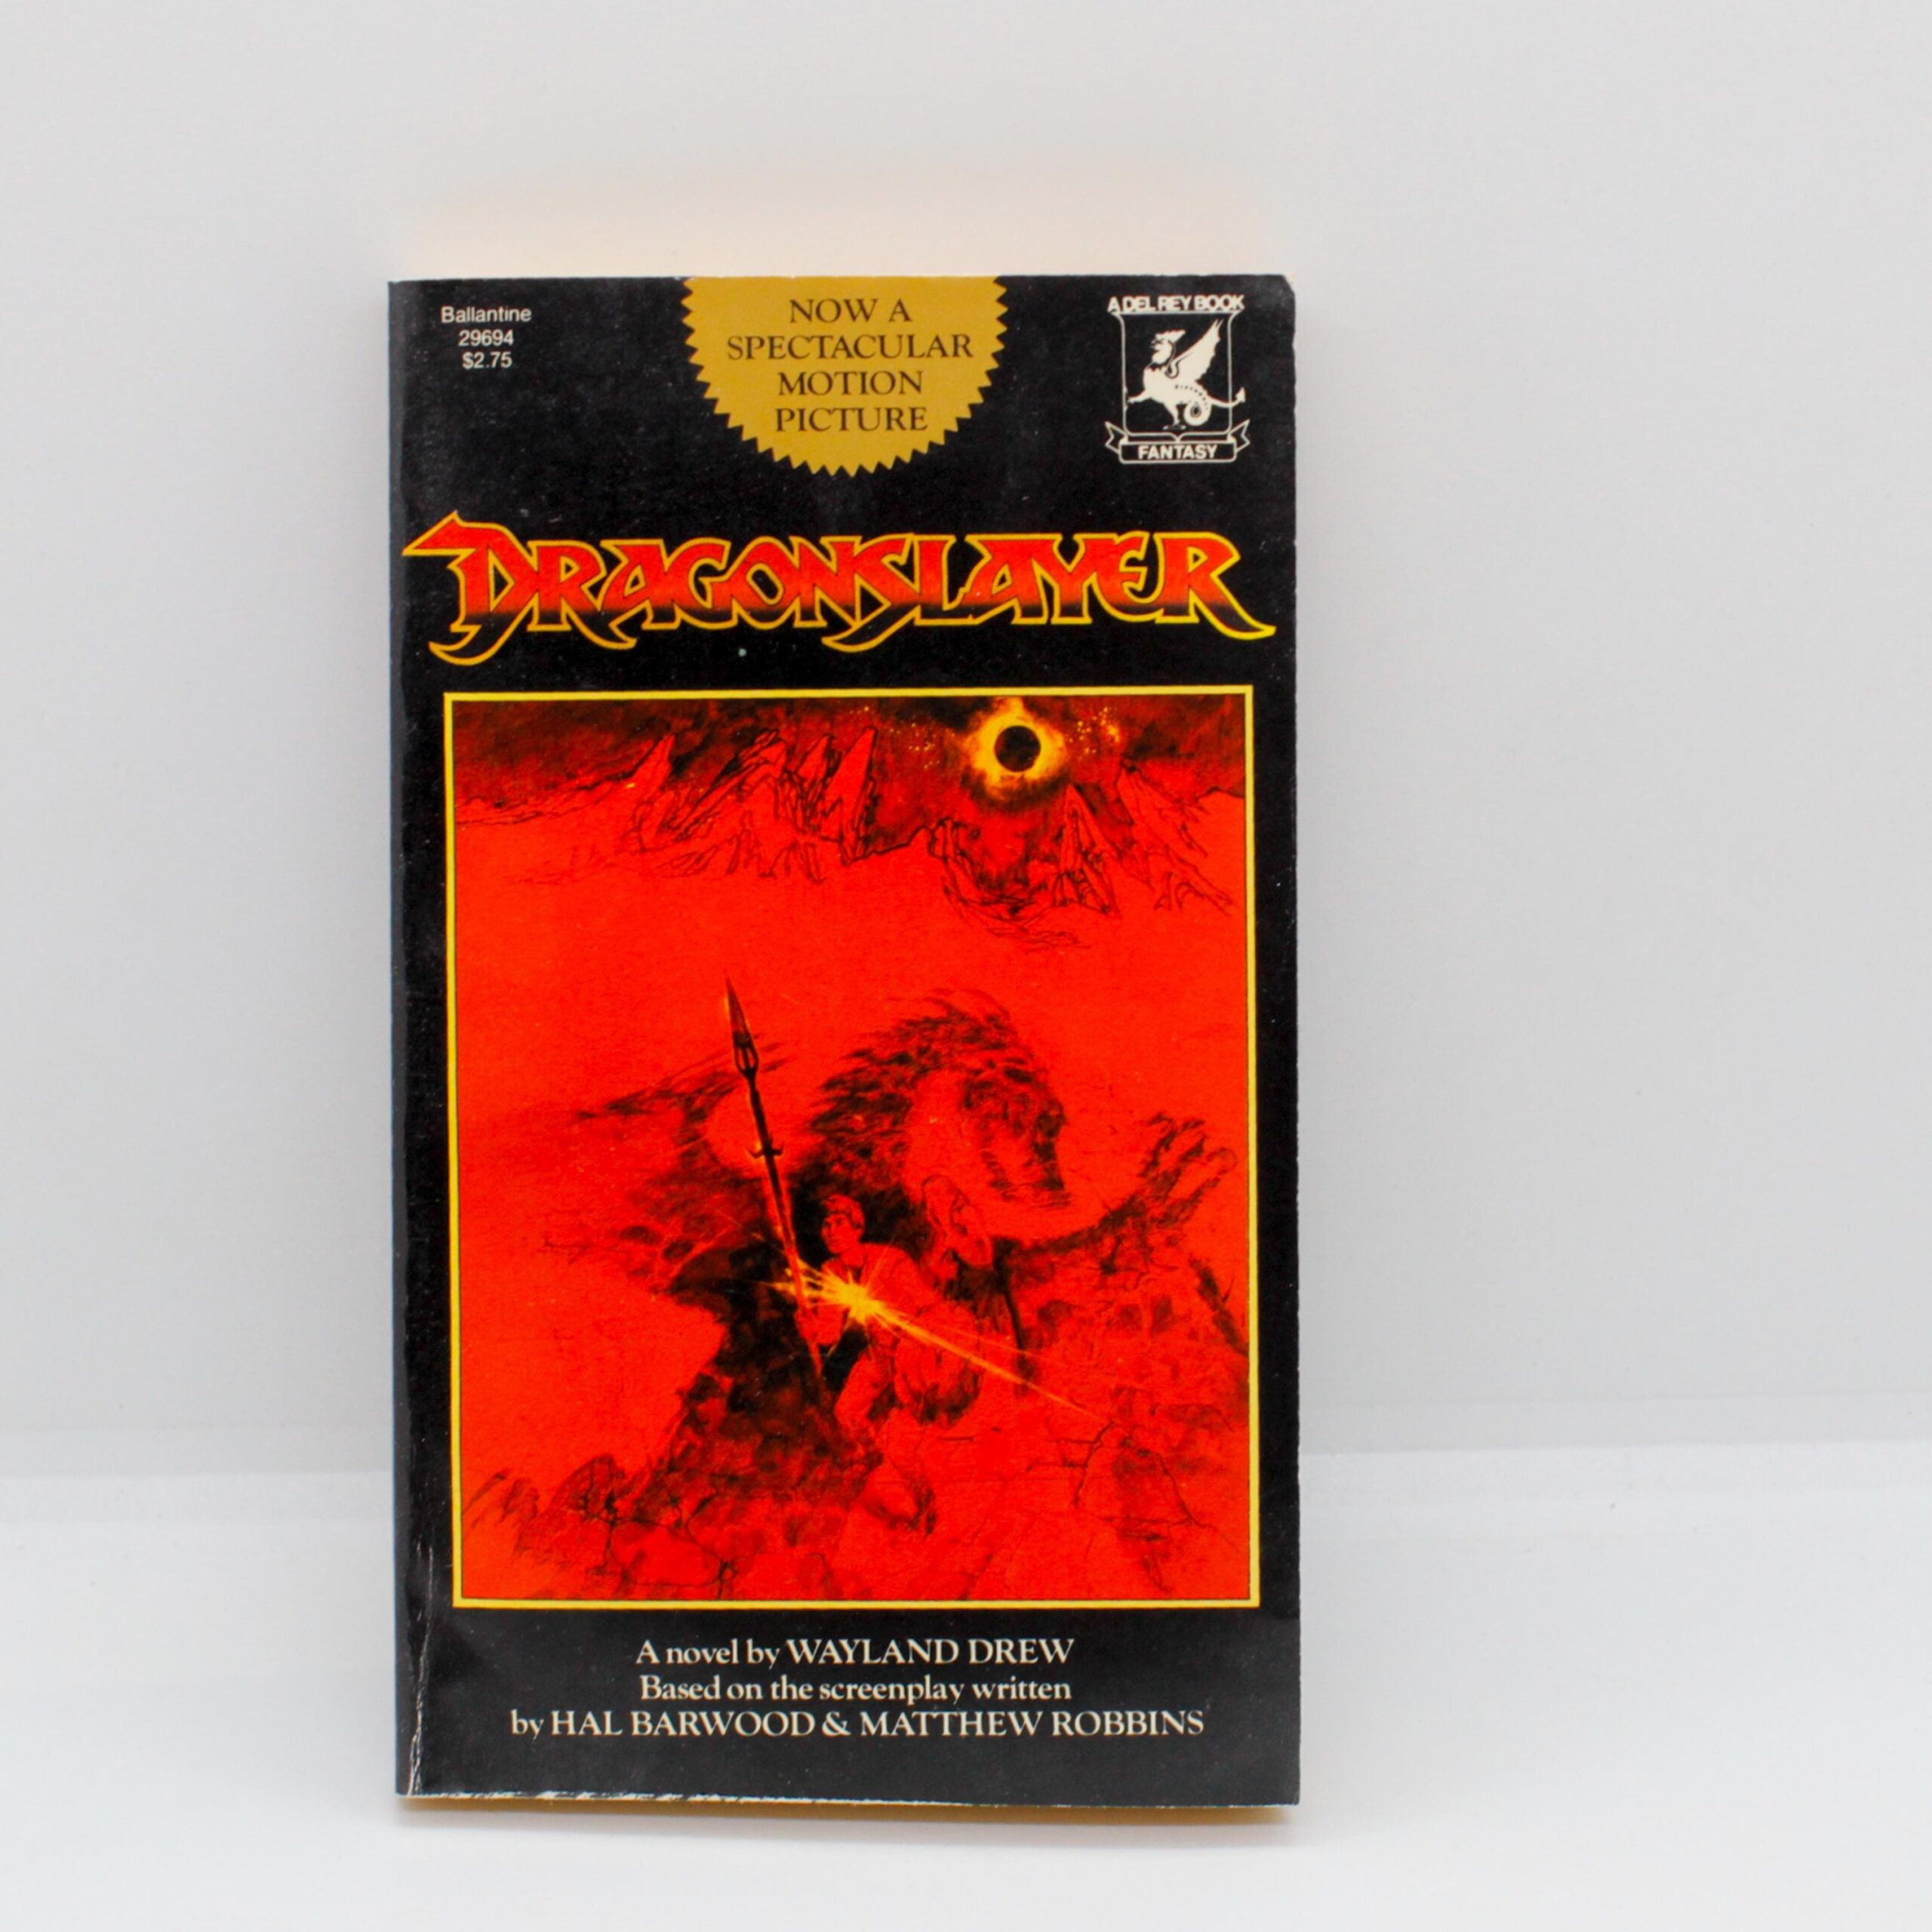 Ballantine
29694
$2.75
NOW A
SPECTACULAR
MOTION
PICTURE
A DEL REY BOOK
FANTASY
DRAGONSLAYER
A novel by WAYLAND DREW
Based on the screenplay written
by HAL BARWOOD & MATTHEW ROBBINS